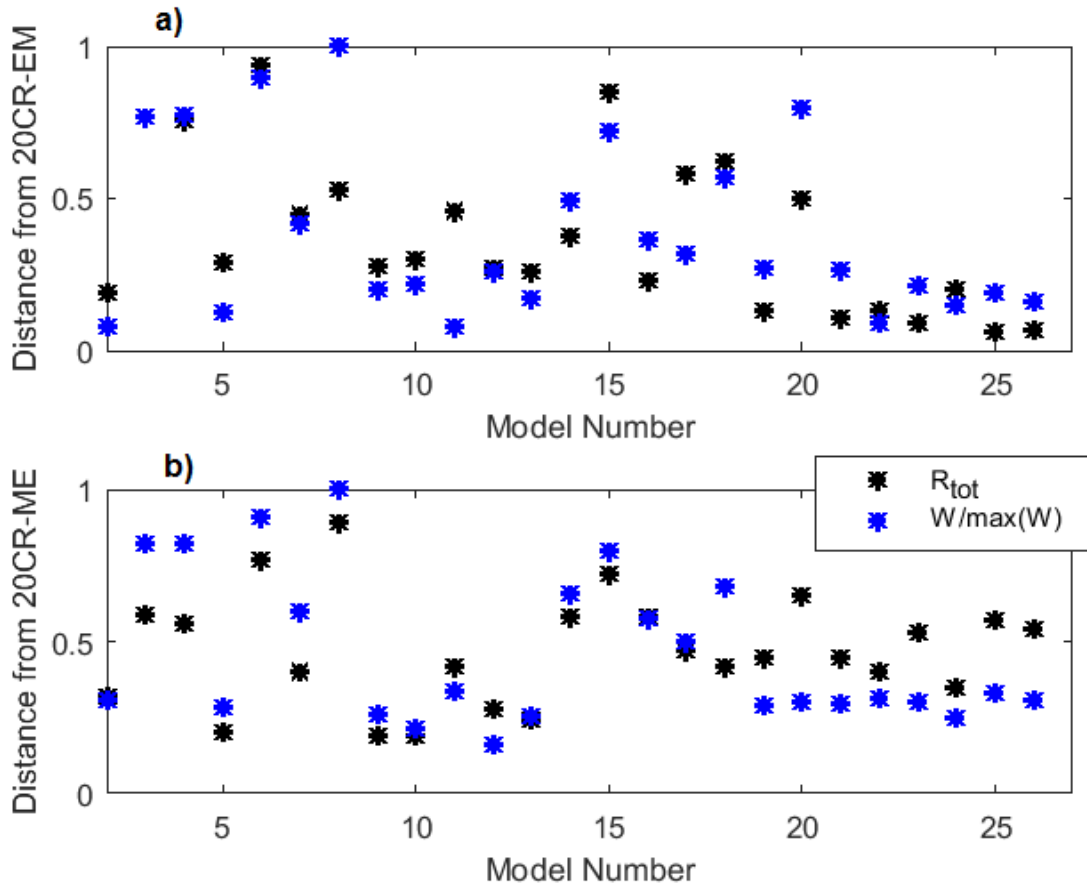 a)
Distance from 20CR-EM
1
0.5
0
5 10 15 20 25
Model Number
b)
Distance from 20CR-ME
1
0.5
0
R_tot
W/max(W)
5 10 15 20 25
Model Number